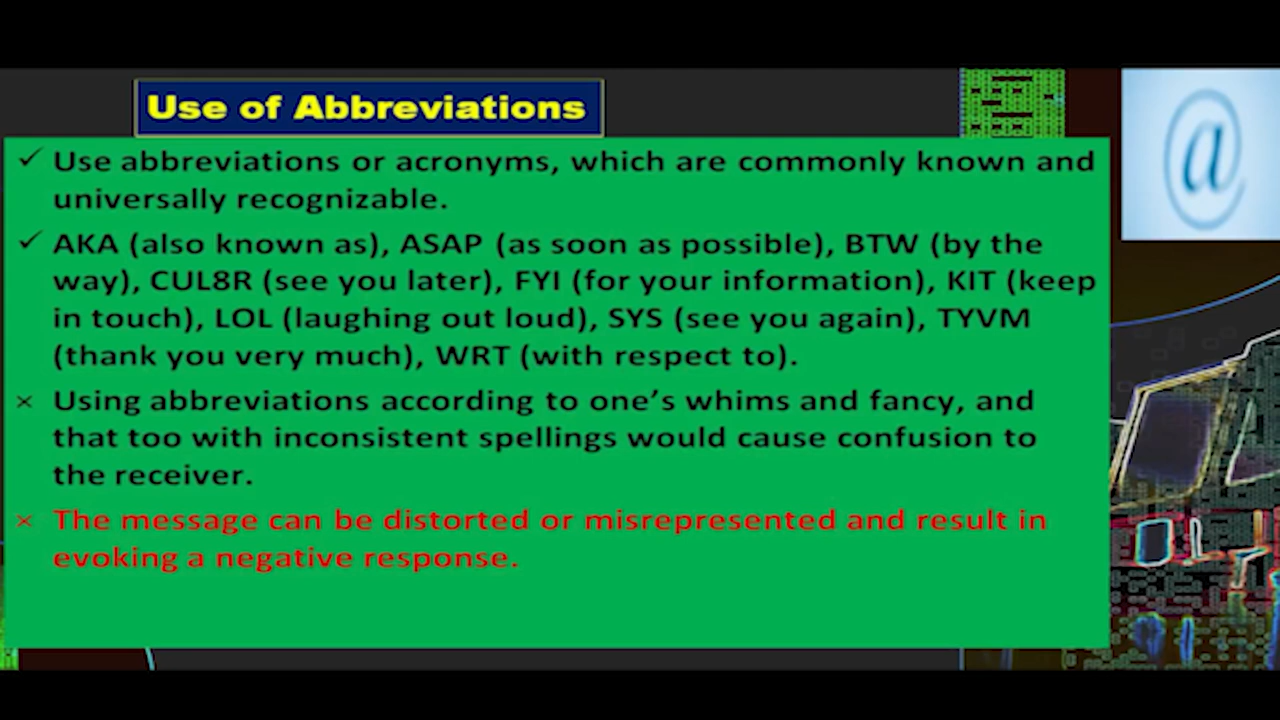 Use of Abbreviations
@
✓ Use abbreviations or acronyms, which are commonly known and
universally recognizable.
✓ AKA (also known as), ASAP (as soon as possible), BTW (by the
way), CUL8R (see you later), FYI (for your information), KIT (keep
in touch), LOL (laughing out loud), SYS (see you again), TYVM
(thank you very much), WRT (with respect to).
× Using abbreviations according to one’s whims and fancy, and
that too with inconsistent spellings would cause confusion to
the receiver.
× The message can be distorted or misrepresented and result in
evoking a negative response.